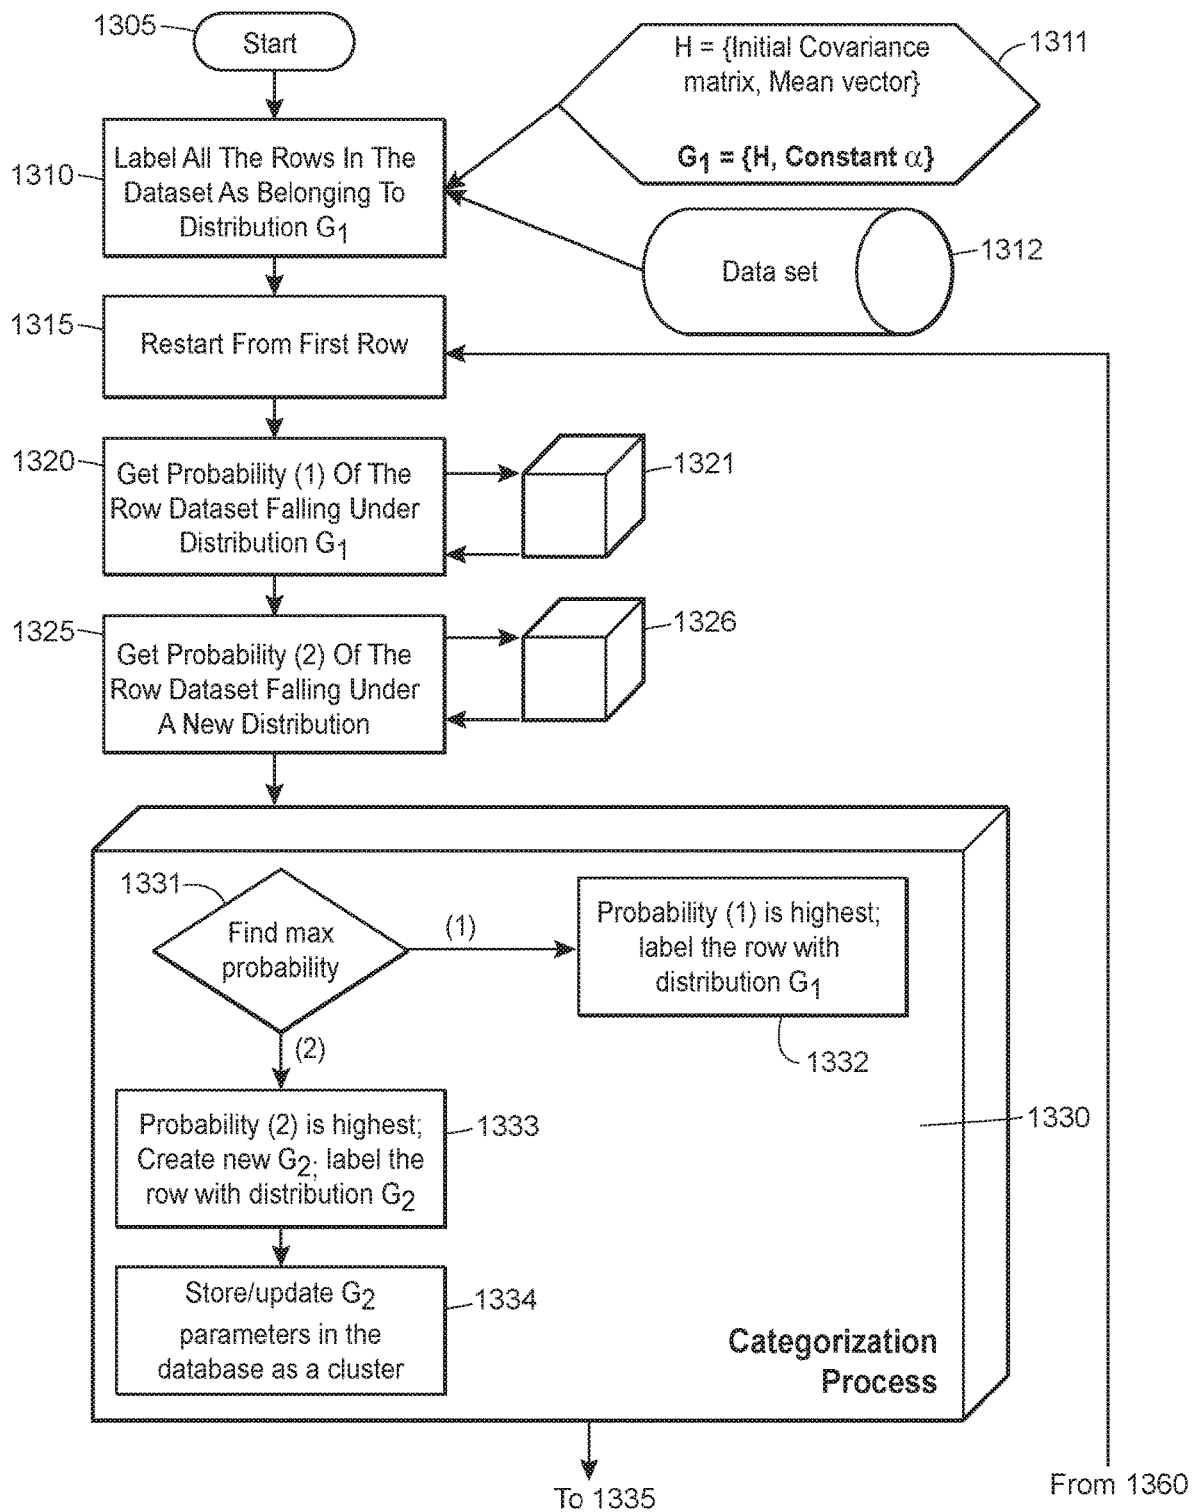 1305
Start
H = {Initial Covariance
matrix, Mean vector}
G1 = {H, Constant α}
1311
1310
Label All The Rows In The
Dataset As Belonging To
Distribution G1
Data set
1312
1315
Restart From First Row
1320
Get Probability (1) Of The
Row Dataset Falling Under
Distribution G1
1321
1325
Get Probability (2) Of The
Row Dataset Falling Under
A New Distribution
1326
1331
Find max
probability
(1)
Probability (1) is highest;
label the row with
distribution G1
1332
(2)
Probability (2) is highest;
Create new G2; label the
row with distribution G2
1333
1330
Store/update G2
parameters in the
database as a cluster
1334
Categorization
Process
To 1335
From 1360